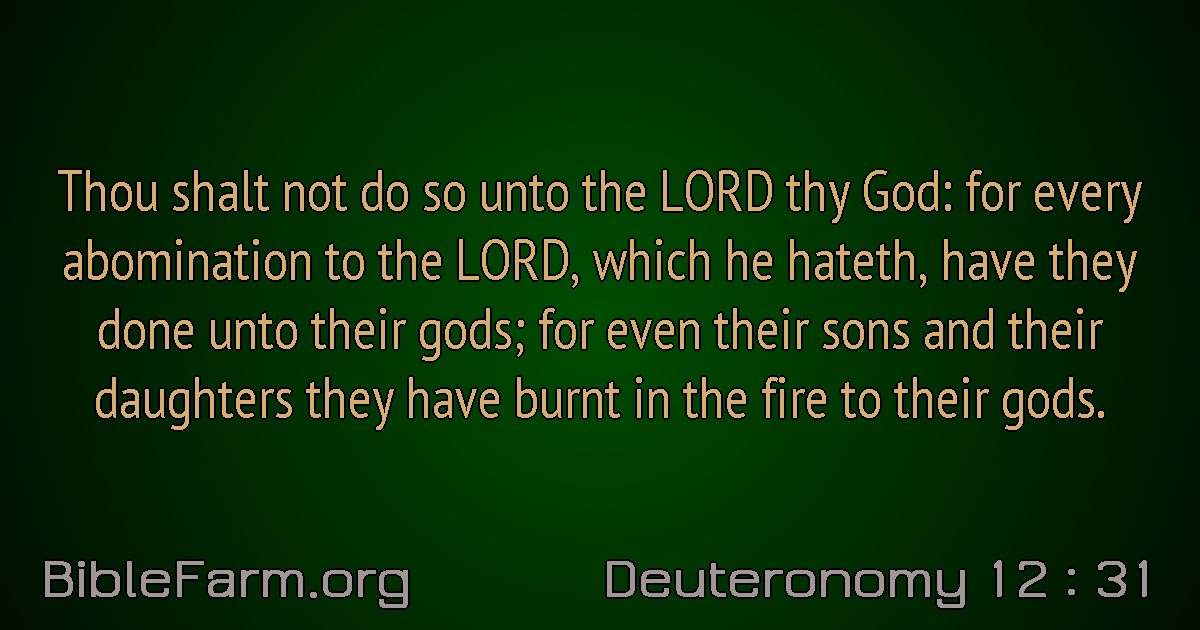 Thou shalt not do so unto the LORD thy God: for every
abomination to the LORD, which he hateth, have they
done unto their gods; for even their sons and their
daughters they have burnt in the fire to their gods.
BibleFarm.org
Deuteronomy 12 : 31